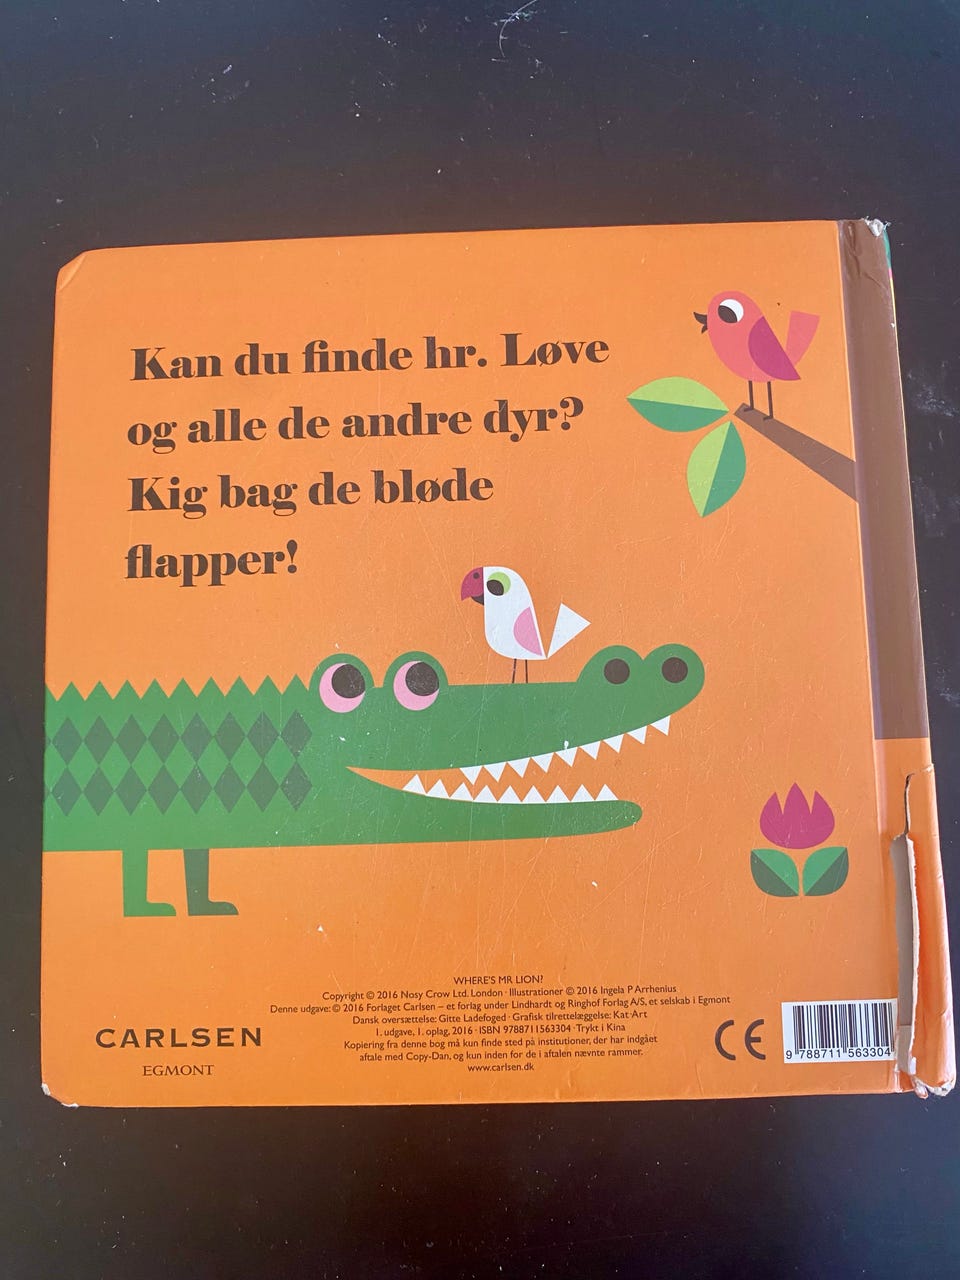 Kan du finde hr. Løve
og alle de andre dyr?
Kig bag de bløde
flapper!
WHERE'S MR LION?
Copyright © 2016 Nosy Crow Ltd. London · Illustrationer © 2016 Ingela P Arrhenius
Denne udgave: © 2016 Forlaget Carlsen – et forlag under Lindhardt og Ringhof Forlag A/S, et selskab i Egmont
Dansk oversættelse: Gitte Ladefoged · Grafisk tilrettelæggelse: Kat·Art
1. udgave, 1. oplag, 2016 · ISBN 9788711563304 · Trykt i Kina
Kopiering fra denne bog må kun finde sted på institutioner, der har indgået
aftale med Copy-Dan, og kun inden for de i aftalen nævnte rammer.
www.carlsen.dk
CARLSEN
EGMONT
CE
9 788711 563304